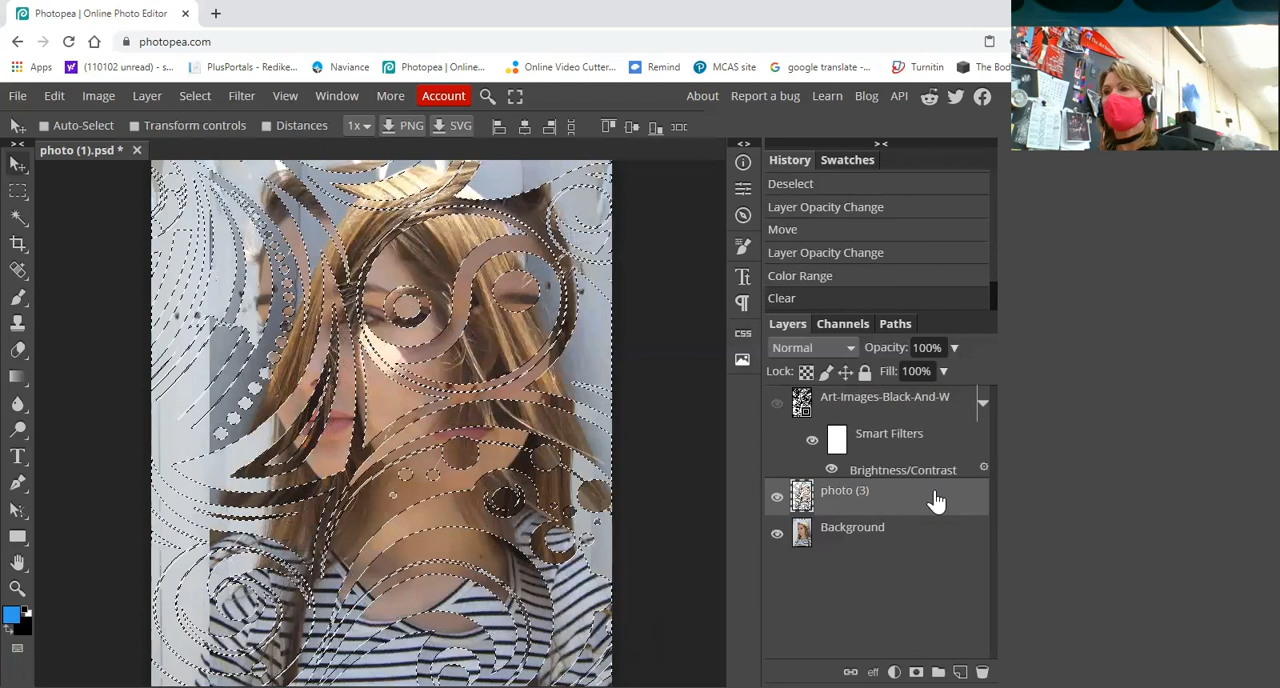 Photopea | Online Photo Editor
photopea.com
Apps
(110102 unread) - s...
PlusPortals - Redike...
Naviance
Photopea | Online...
Online Video Cutter...
Remind
MCAS site
google translate -...
Turnitin
The Bod
File Edit Image Layer Select Filter View Window More Account About Report a bug Learn Blog API
Auto-Select Transform controls Distances 1x PNG SVG
photo (1).psd *
History Swatches
Deselect
Layer Opacity Change
Move
Layer Opacity Change
Color Range
Clear
CSS
Layers Channels Paths
Normal Opacity: 100%
Lock: Fill: 100%
Art-Images-Black-And-W
Smart Filters
Brightness/Contrast
photo (3)
Background
eff